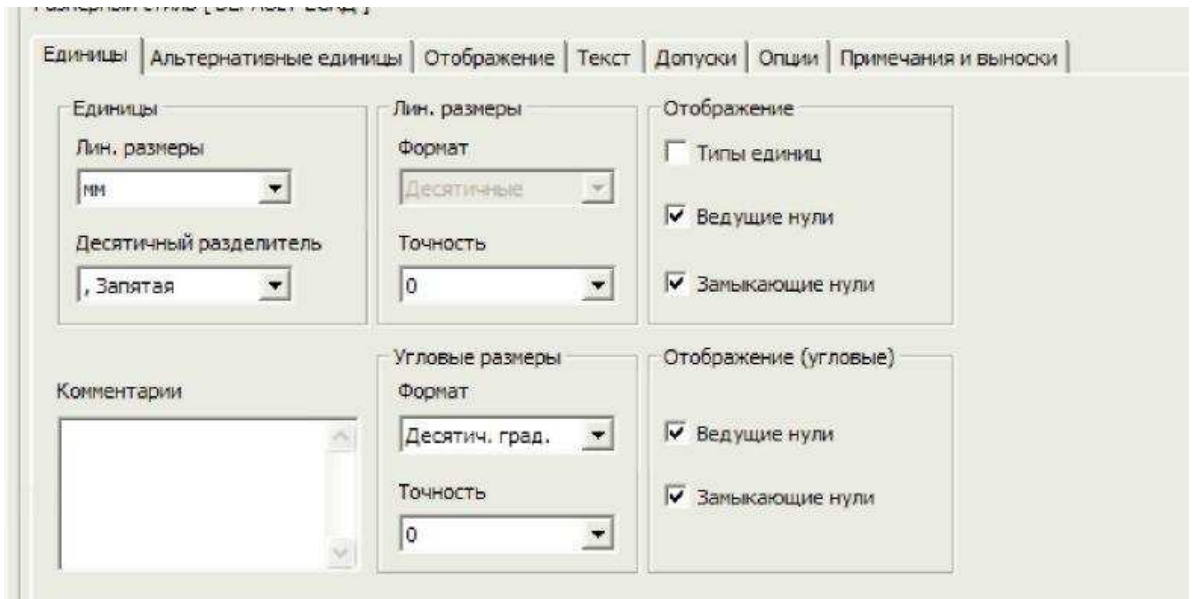 Единицы Альтернативные единицы Отображение Текст Допуски Опции Примечания и выноски
Единицы
Лин. размеры
мм
Десятичный разделитель
, Запятая
Лин. размеры
Формат
Десятичные
Точность
0
Отображение
Типы единиц
Ведущие нули
Замыкающие нули
Комментарии
Угловые размеры
Формат
Десятич. град.
Точность
0
Отображение (угловые)
Ведущие нули
Замыкающие нули